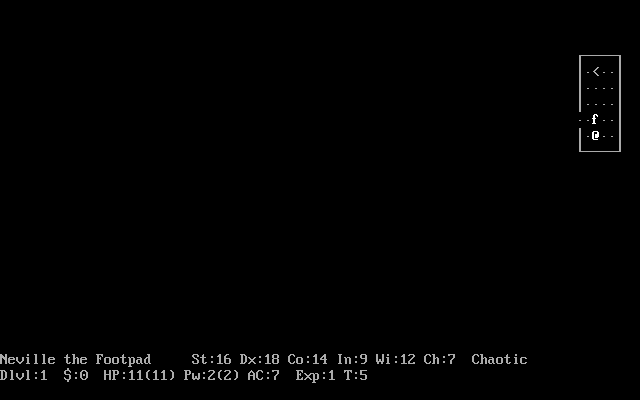 .<..
....
....
..f..
.@..
Neville the Footpad St:16 Dx:18 Co:14 In:9 Wi:12 Ch:7 Chaotic
Dlvl:1 $:0 HP:11(11) Pw:2(2) AC:7 Exp:1 T:5